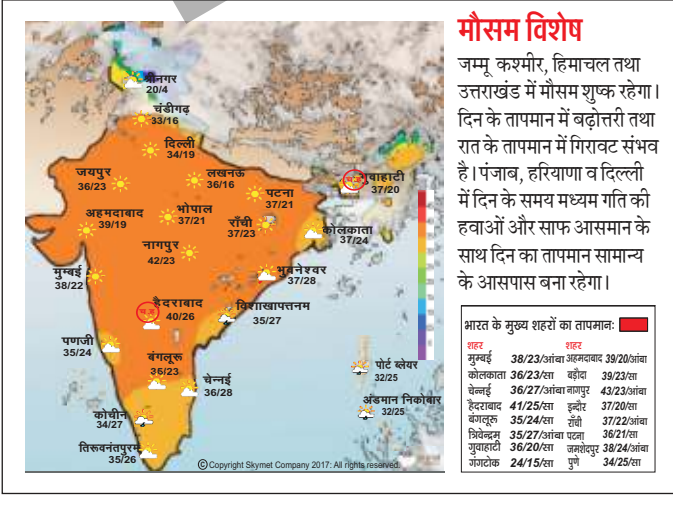 श्रीनगर
20/4
चंडीगढ़
33/16
दिल्ली
34/19
जयपुर
36/23
लखनऊ
36/16
गुवाहाटी
37/20
पटना
37/21
अहमदाबाद
39/19
भोपाल
37/21
राँची
37/23
कोलकाता
37/24
नागपुर
42/23
मुम्बई
38/22
भुवनेश्वर
37/28
हैदराबाद
40/26
विशाखापत्तनम
35/27
पणजी
35/24
बंगलूरू
36/23
चेन्नई
36/28
पोर्ट ब्लेयर
32/25
अंडमान निकोबार
32/25
कोचीन
34/27
तिरूवनंतपुरम
35/26
©Copyright Skymet Company 2017: All rights reserved.
मौसम विशेष
जम्मू कश्मीर, हिमाचल तथा
उत्तराखंड में मौसम शुष्क रहेगा।
दिन के तापमान में बढ़ोत्तरी तथा
रात के तापमान में गिरावट संभव
है। पंजाब, हरियाणा व दिल्ली
में दिन के समय मध्यम गति की
हवाओं और साफ आसमान के
साथ दिन का तापमान सामान्य
के आसपास बना रहेगा।
भारत के मुख्य शहरों का तापमानः
शहर शहर
मुम्बई 38/23/आंबा अहमदाबाद 39/20/आंबा
कोलकाता 36/23/सा बड़ौदा 39/23/सा
चेन्नई 36/27/आंबा नागपुर 43/23/आंबा
हैदराबाद 41/25/सा इन्दौर 37/20/सा
बंगलूरू 35/24/सा राँची 37/22/आंबा
त्रिवेन्द्रम 35/27/आंबा पटना 36/21/सा
गुवाहाटी 36/20/सा जमशेदपुर 38/24/आंबा
गंगटोक 24/15/सा पुणे 34/25/सा